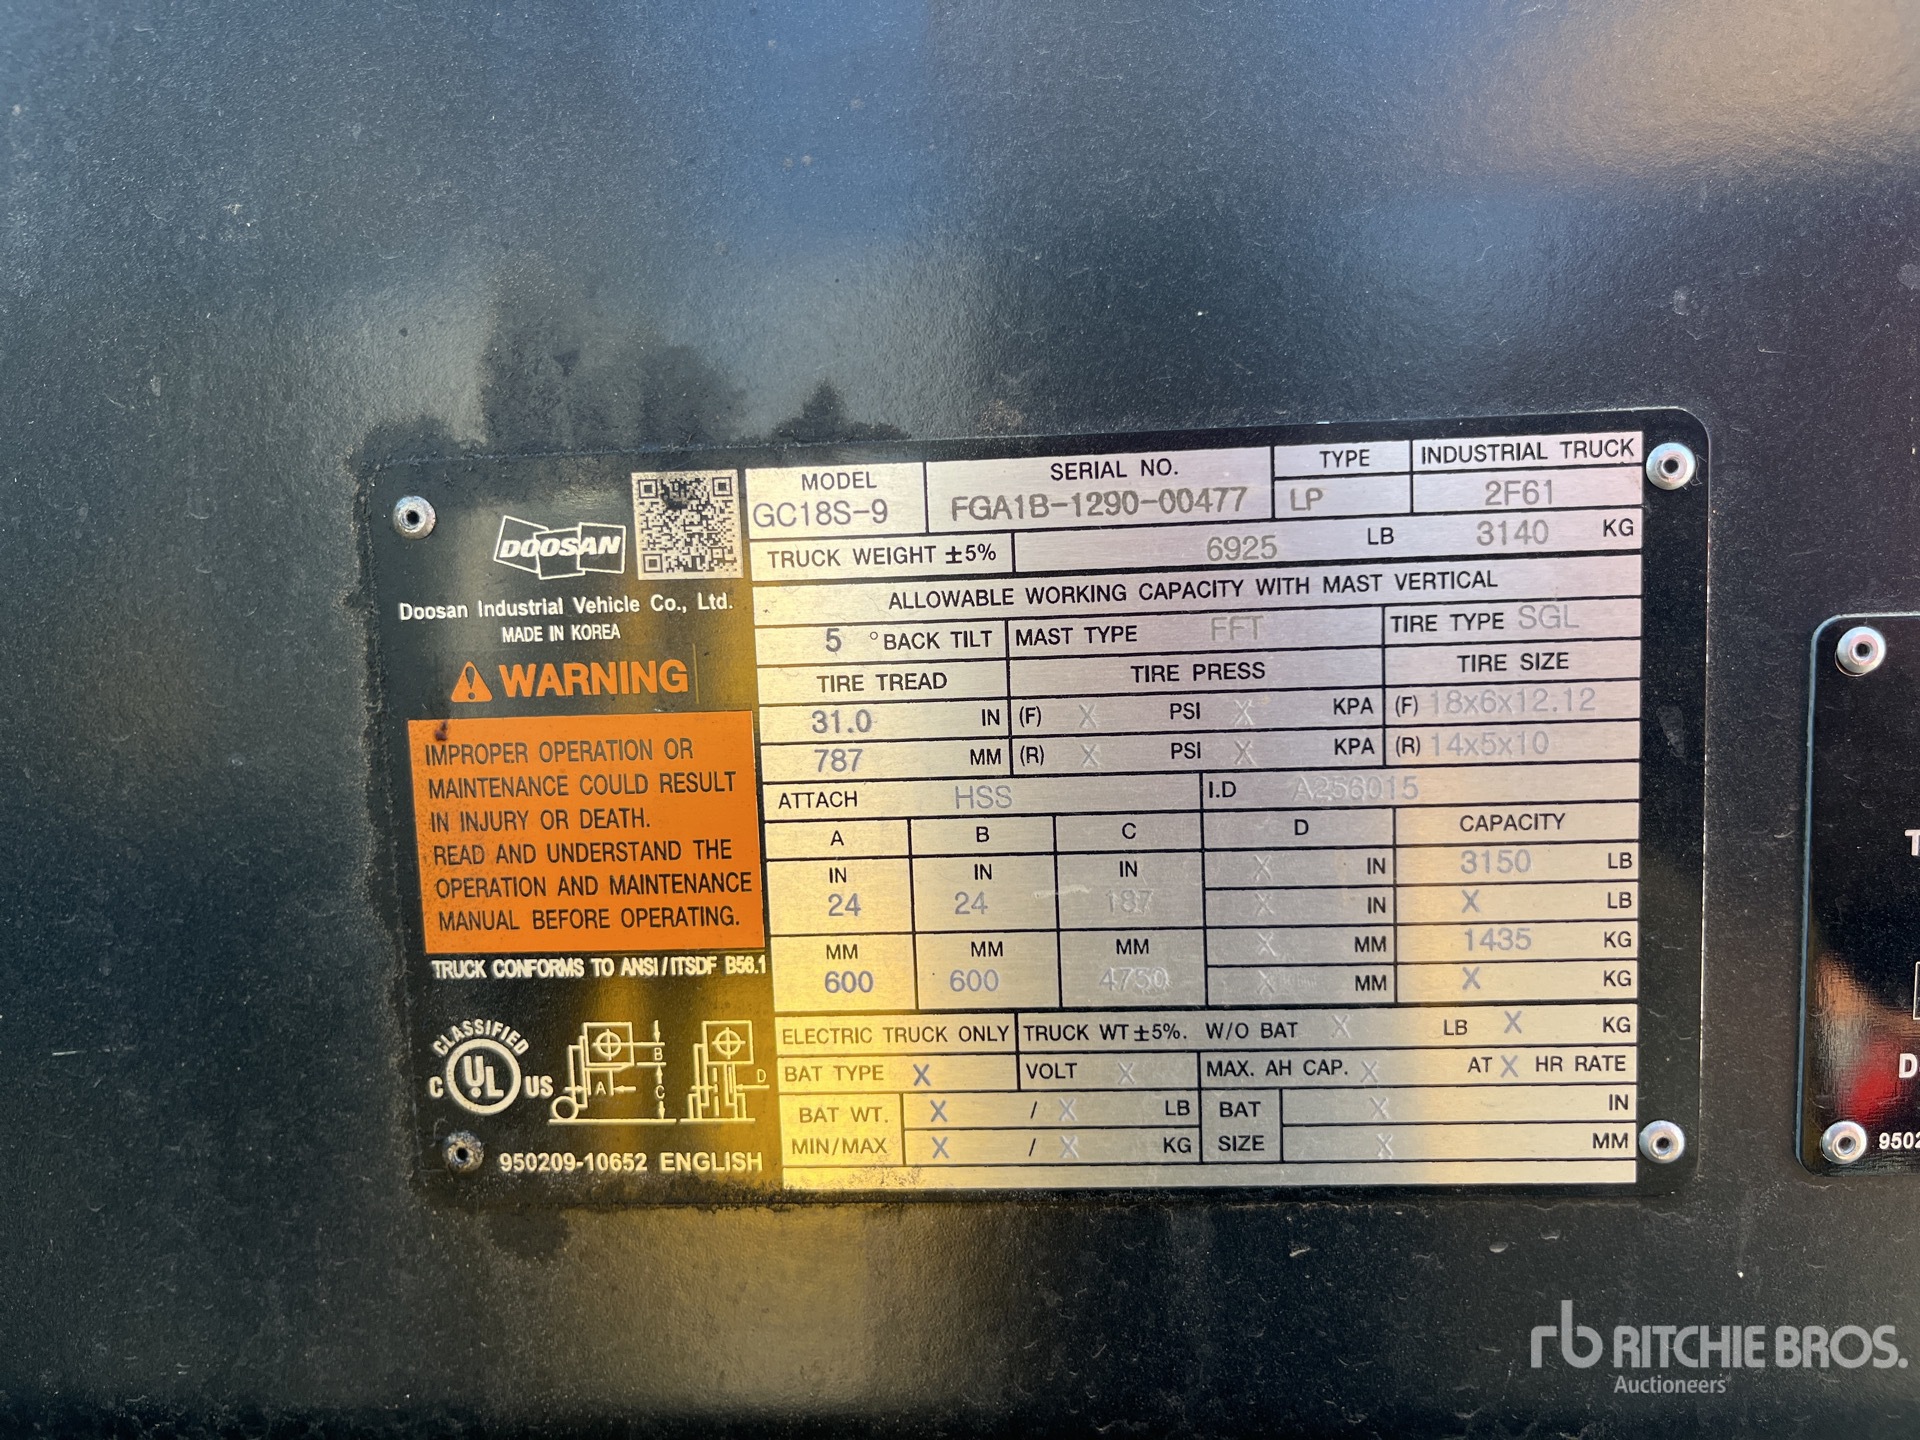 DOOSAN
Doosan Industrial Vehicle Co., Ltd.
MADE IN KOREA
WARNING
IMPROPER OPERATION OR
MAINTENANCE COULD RESULT
IN INJURY OR DEATH.
READ AND UNDERSTAND THE
OPERATION AND MAINTENANCE
MANUAL BEFORE OPERATING.
TRUCK CONFORMS TO ANSI/ITSDF B56.1
CLASSIFIED
C UL US
A B C D
950209-10652 ENGLISH
MODEL SERIAL NO. TYPE INDUSTRIAL TRUCK
GC18S-9 FGA1B-1290-00477 LP 2F61
TRUCK WEIGHT ±5% 6925 LB 3140 KG
ALLOWABLE WORKING CAPACITY WITH MAST VERTICAL
5 ° BACK TILT MAST TYPE FFT TIRE TYPE SGL
TIRE TREAD TIRE PRESS TIRE SIZE
31.0 IN (F) X PSI X KPA (F) 18x6x12.12
787 MM (R) X PSI X KPA (R) 14x5x10
ATTACH HSS I.D A256015
A B C D CAPACITY
IN IN IN X IN 3150 LB
24 24 187 X IN X LB
MM MM MM X MM 1435 KG
600 600 4750 X MM X KG
ELECTRIC TRUCK ONLY TRUCK WT ±5%. W/O BAT X LB X KG
BAT TYPE X VOLT X MAX. AH CAP. X AT X HR RATE
BAT WT. X / X LB BAT X IN
MIN/MAX X / X KG SIZE X MM
T
D
9502
rb RITCHIE BROS.
Auctioneers